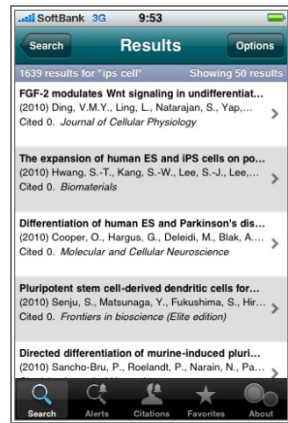 SoftBank 3G 9:53
Search Results Options
1639 results for "ips cell" Showing 50 results
FGF-2 modulates Wnt signaling in undifferentiat...
(2010) Ding, V.M.Y., Ling, L., Natarajan, S., Yap,...
Cited 0. Journal of Cellular Physiology
The expansion of human ES and iPS cells on po...
(2010) Hwang, S.-T., Kang, S.-W., Lee, S.-J., Lee,...
Cited 0. Biomaterials
Differentiation of human ES and Parkinson's dis...
(2010) Cooper, O., Hargus, G., Deleidi, M., Blak, A....
Cited 0. Molecular and Cellular Neuroscience
Pluripotent stem cell-derived dendritic cells for...
(2010) Senju, S., Matsunaga, Y., Fukushima, S., Hir...
Cited 0. Frontiers in bioscience (Elite edition)
Directed differentiation of murine-induced pluri...
(2010) Sancho-Bru, P., Roelandt, P., Narain, N., Pa...
Search Alerts Citations Favorites About